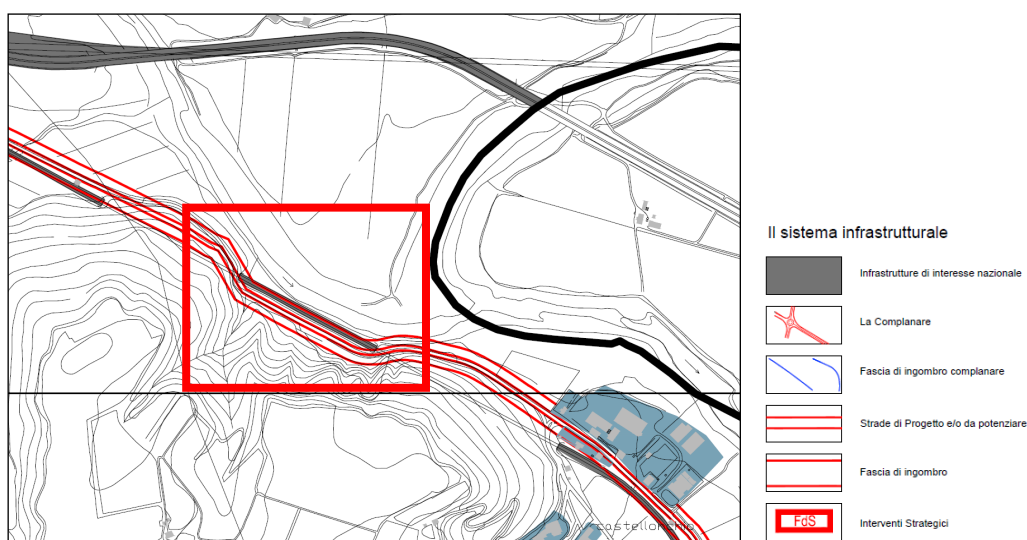 Il sistema infrastrutturale
Infrastrutture di interesse nazionale
La Complanare
Fascia di ingombro complanare
Strade di Progetto e/o da potenziare
Fascia di ingombro
FdS
Interventi Strategici